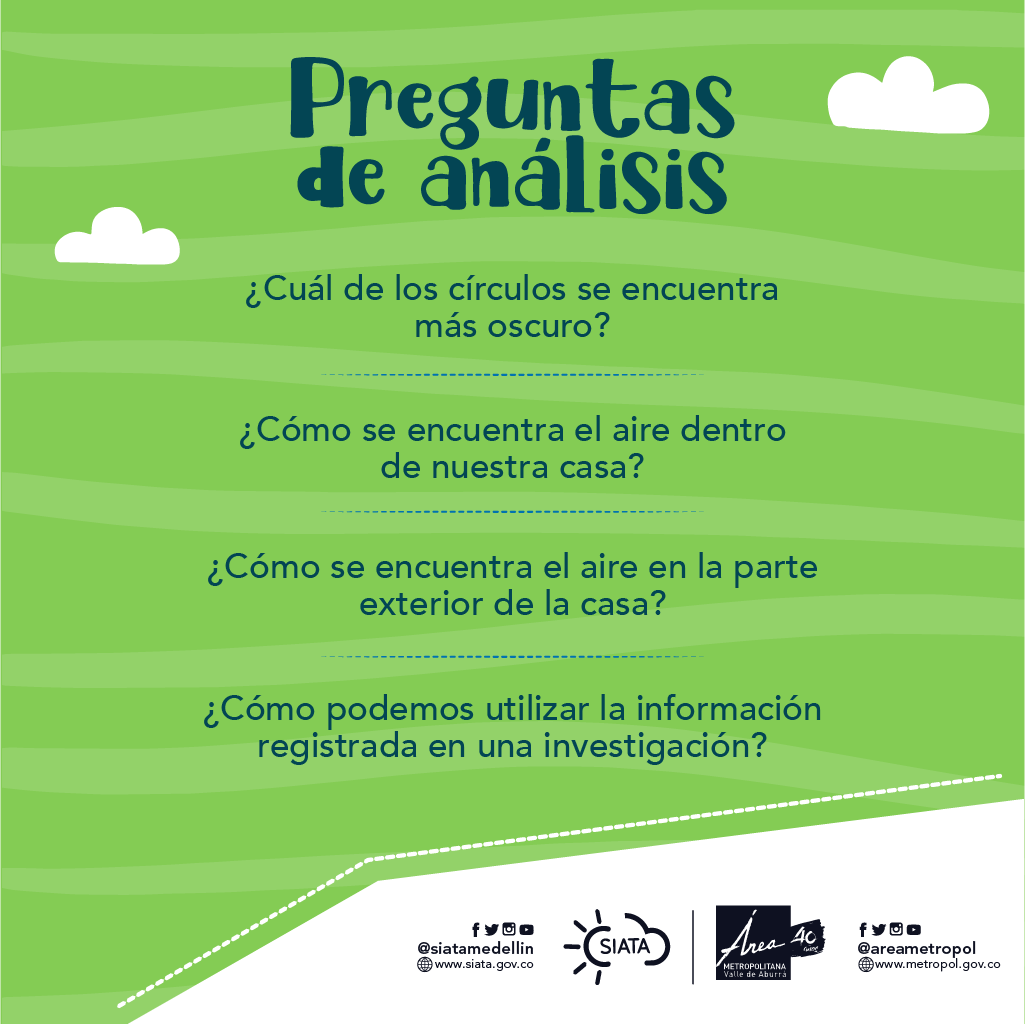 Preguntas
de análisis
¿Cuál de los círculos se encuentra
más oscuro?
¿Cómo se encuentra el aire dentro
de nuestra casa?
¿Cómo se encuentra el aire en la parte
exterior de la casa?
¿Cómo podemos utilizar la información
registrada en una investigación?
@siatamedellin
www.siata.gov.co
SIATA
Área
METROPOLITANA
Valle de Aburrá
40
@areametropol
www.metropol.gov.co